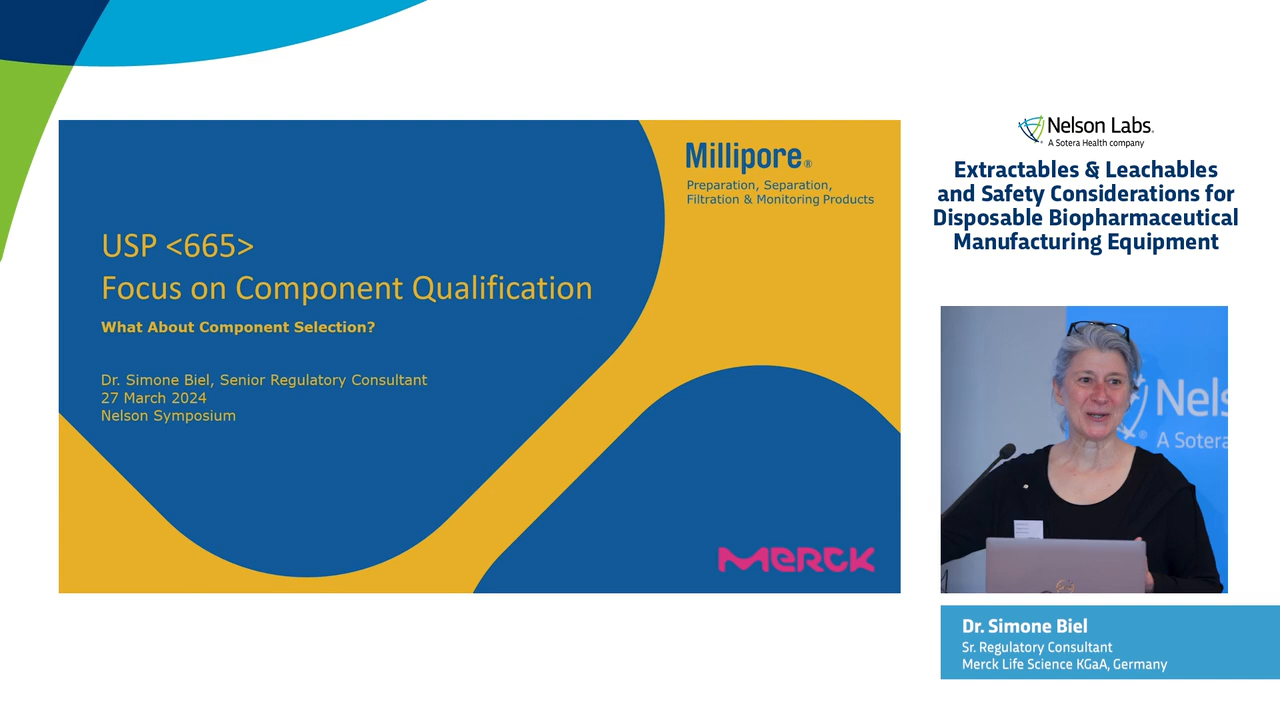 Millipore®
Preparation, Separation,
Filtration & Monitoring Products
USP <665>
Focus on Component Qualification
What About Component Selection?
Dr. Simone Biel, Senior Regulatory Consultant
27 March 2024
Nelson Symposium
MERCK
Nelson Labs.
A Sotera Health company
Extractables & Leachables
and Safety Considerations for
Disposable Biopharmaceutical
Manufacturing Equipment
Nels
® A Sotera
Dr. Simone Biel
Sr. Regulatory Consultant
Merck Life Science KGaA, Germany